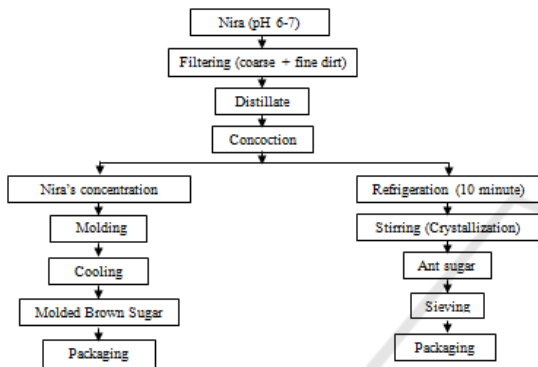 Nira (pH 6-7)
Filtering (coarse + fine dirt)
Distillate
Concoction
Nira's concentration
Molding
Cooling
Molded Brown Sugar
Packaging
Refrigeration (10 minute)
Stirring (Crystallization)
Ant sugar
Sieving
Packaging